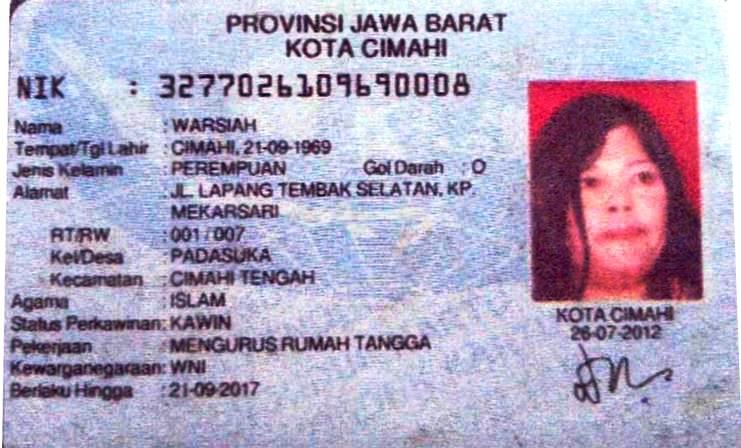 PROVINSI JAWA BARAT
KOTA CIMAHI
NIK : 3277026109690008
Nama : WARSIAH
Tempat/Tgl Lahir : CIMAHI, 21-09-1969
Jenis Kelamin : PEREMPUAN Gol Darah : O
Alamat : JL. LAPANG TEMBAK SELATAN, KP.
MEKARSARI
RT/RW : 001 / 007
Kel/Desa : PADASUKA
Kecamatan : CIMAHI TENGAH
Agama : ISLAM
Status Perkawinan: KAWIN
Pekerjaan : MENGURUS RUMAH TANGGA
Kewarganegaraan: WNI
Berlaku Hingga : 21-09-2017
KOTA CIMAHI
26-07-2012